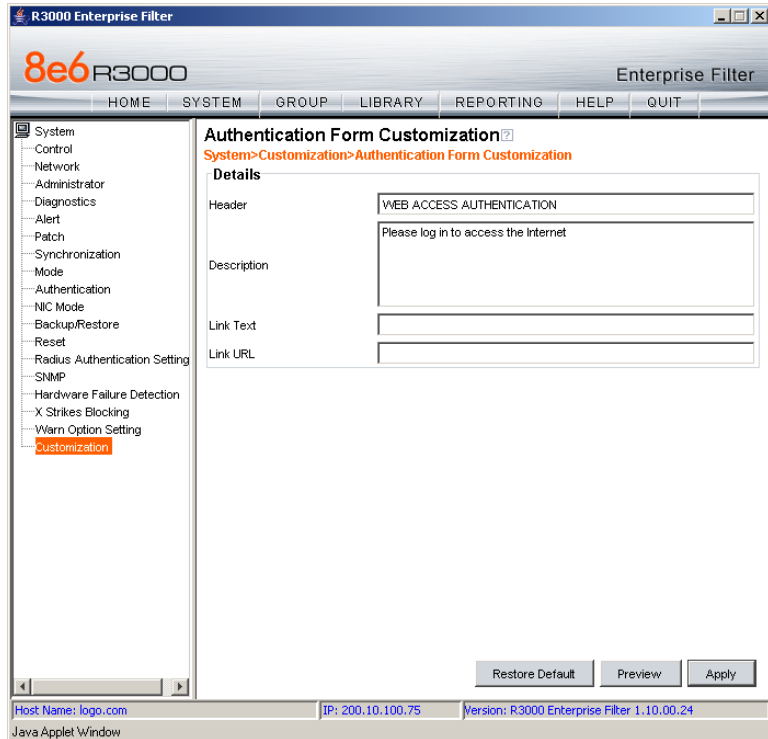 R3000 Enterprise Filter
8e6 R3000
Enterprise Filter
HOME SYSTEM GROUP LIBRARY REPORTING HELP QUIT
System
Control
Network
Administrator
Diagnostics
Alert
Patch
Synchronization
Mode
Authentication
NIC Mode
Backup/Restore
Reset
Radius Authentication Setting
SNMP
Hardware Failure Detection
X Strikes Blocking
Warn Option Setting
Customization
Authentication Form Customization ?
System>Customization>Authentication Form Customization
Details
Header WEB ACCESS AUTHENTICATION
Description Please log in to access the Internet
Link Text
Link URL
Restore Default Preview Apply
Host Name: logo.com IP: 200.10.100.75 Version: R3000 Enterprise Filter 1.10.00.24
Java Applet Window